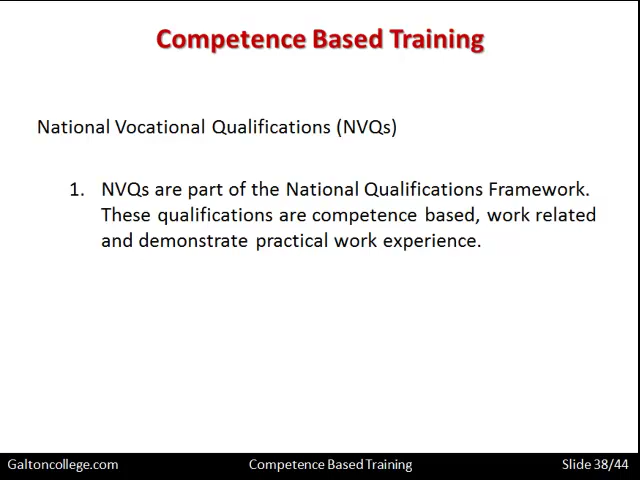 Competence Based Training
National Vocational Qualifications (NVQs)
1. NVQs are part of the National Qualifications Framework.
These qualifications are competence based, work related
and demonstrate practical work experience.
Galtoncollege.com Competence Based Training Slide 38/44